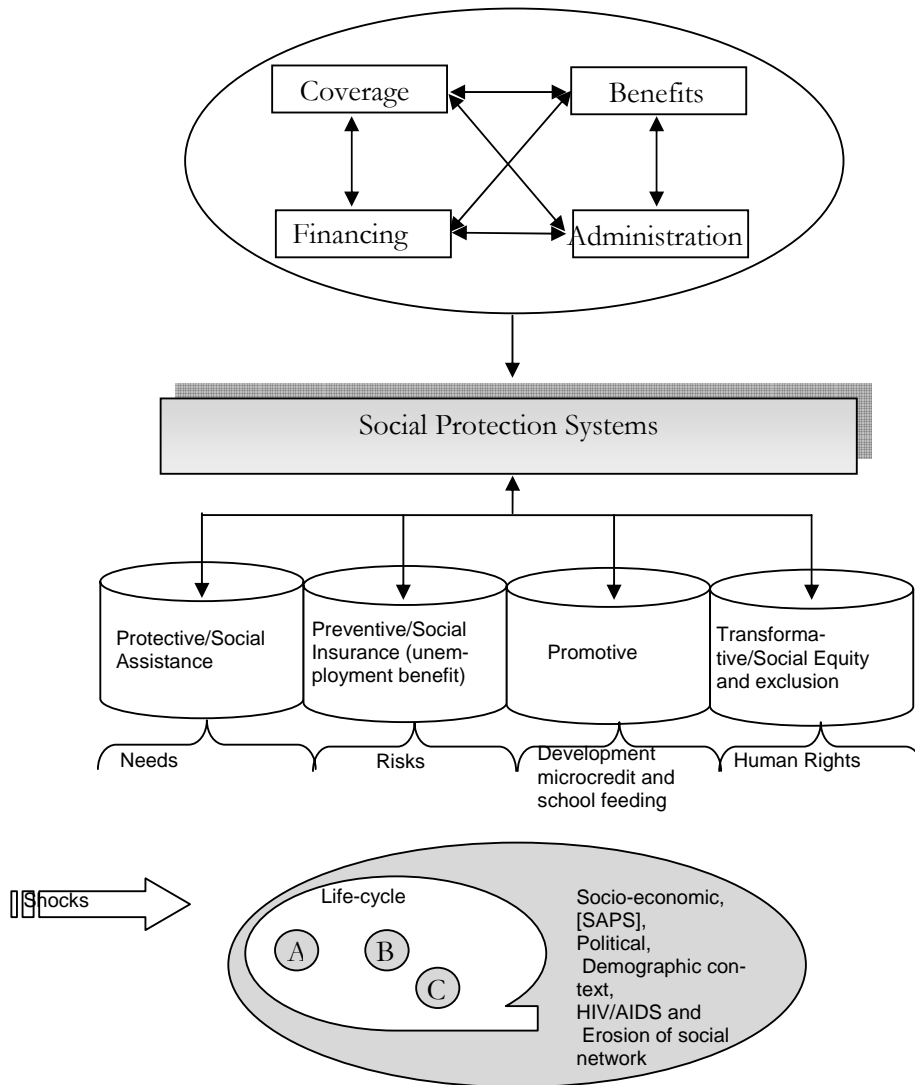 Coverage
Benefits
Financing
Administration
Social Protection Systems
Protective/Social
Assistance
Preventive/Social
Insurance (unem-
ployment benefit)
Promotive
Transforma-
tive/Social Equity
and exclusion
Needs
Risks
Development
microcredit and
school feeding
Human Rights
Shocks
Life-cycle
A
B
C
Socio-economic,
[SAPS],
Political,
Demographic con-
text,
HIV/AIDS and
Erosion of social
network